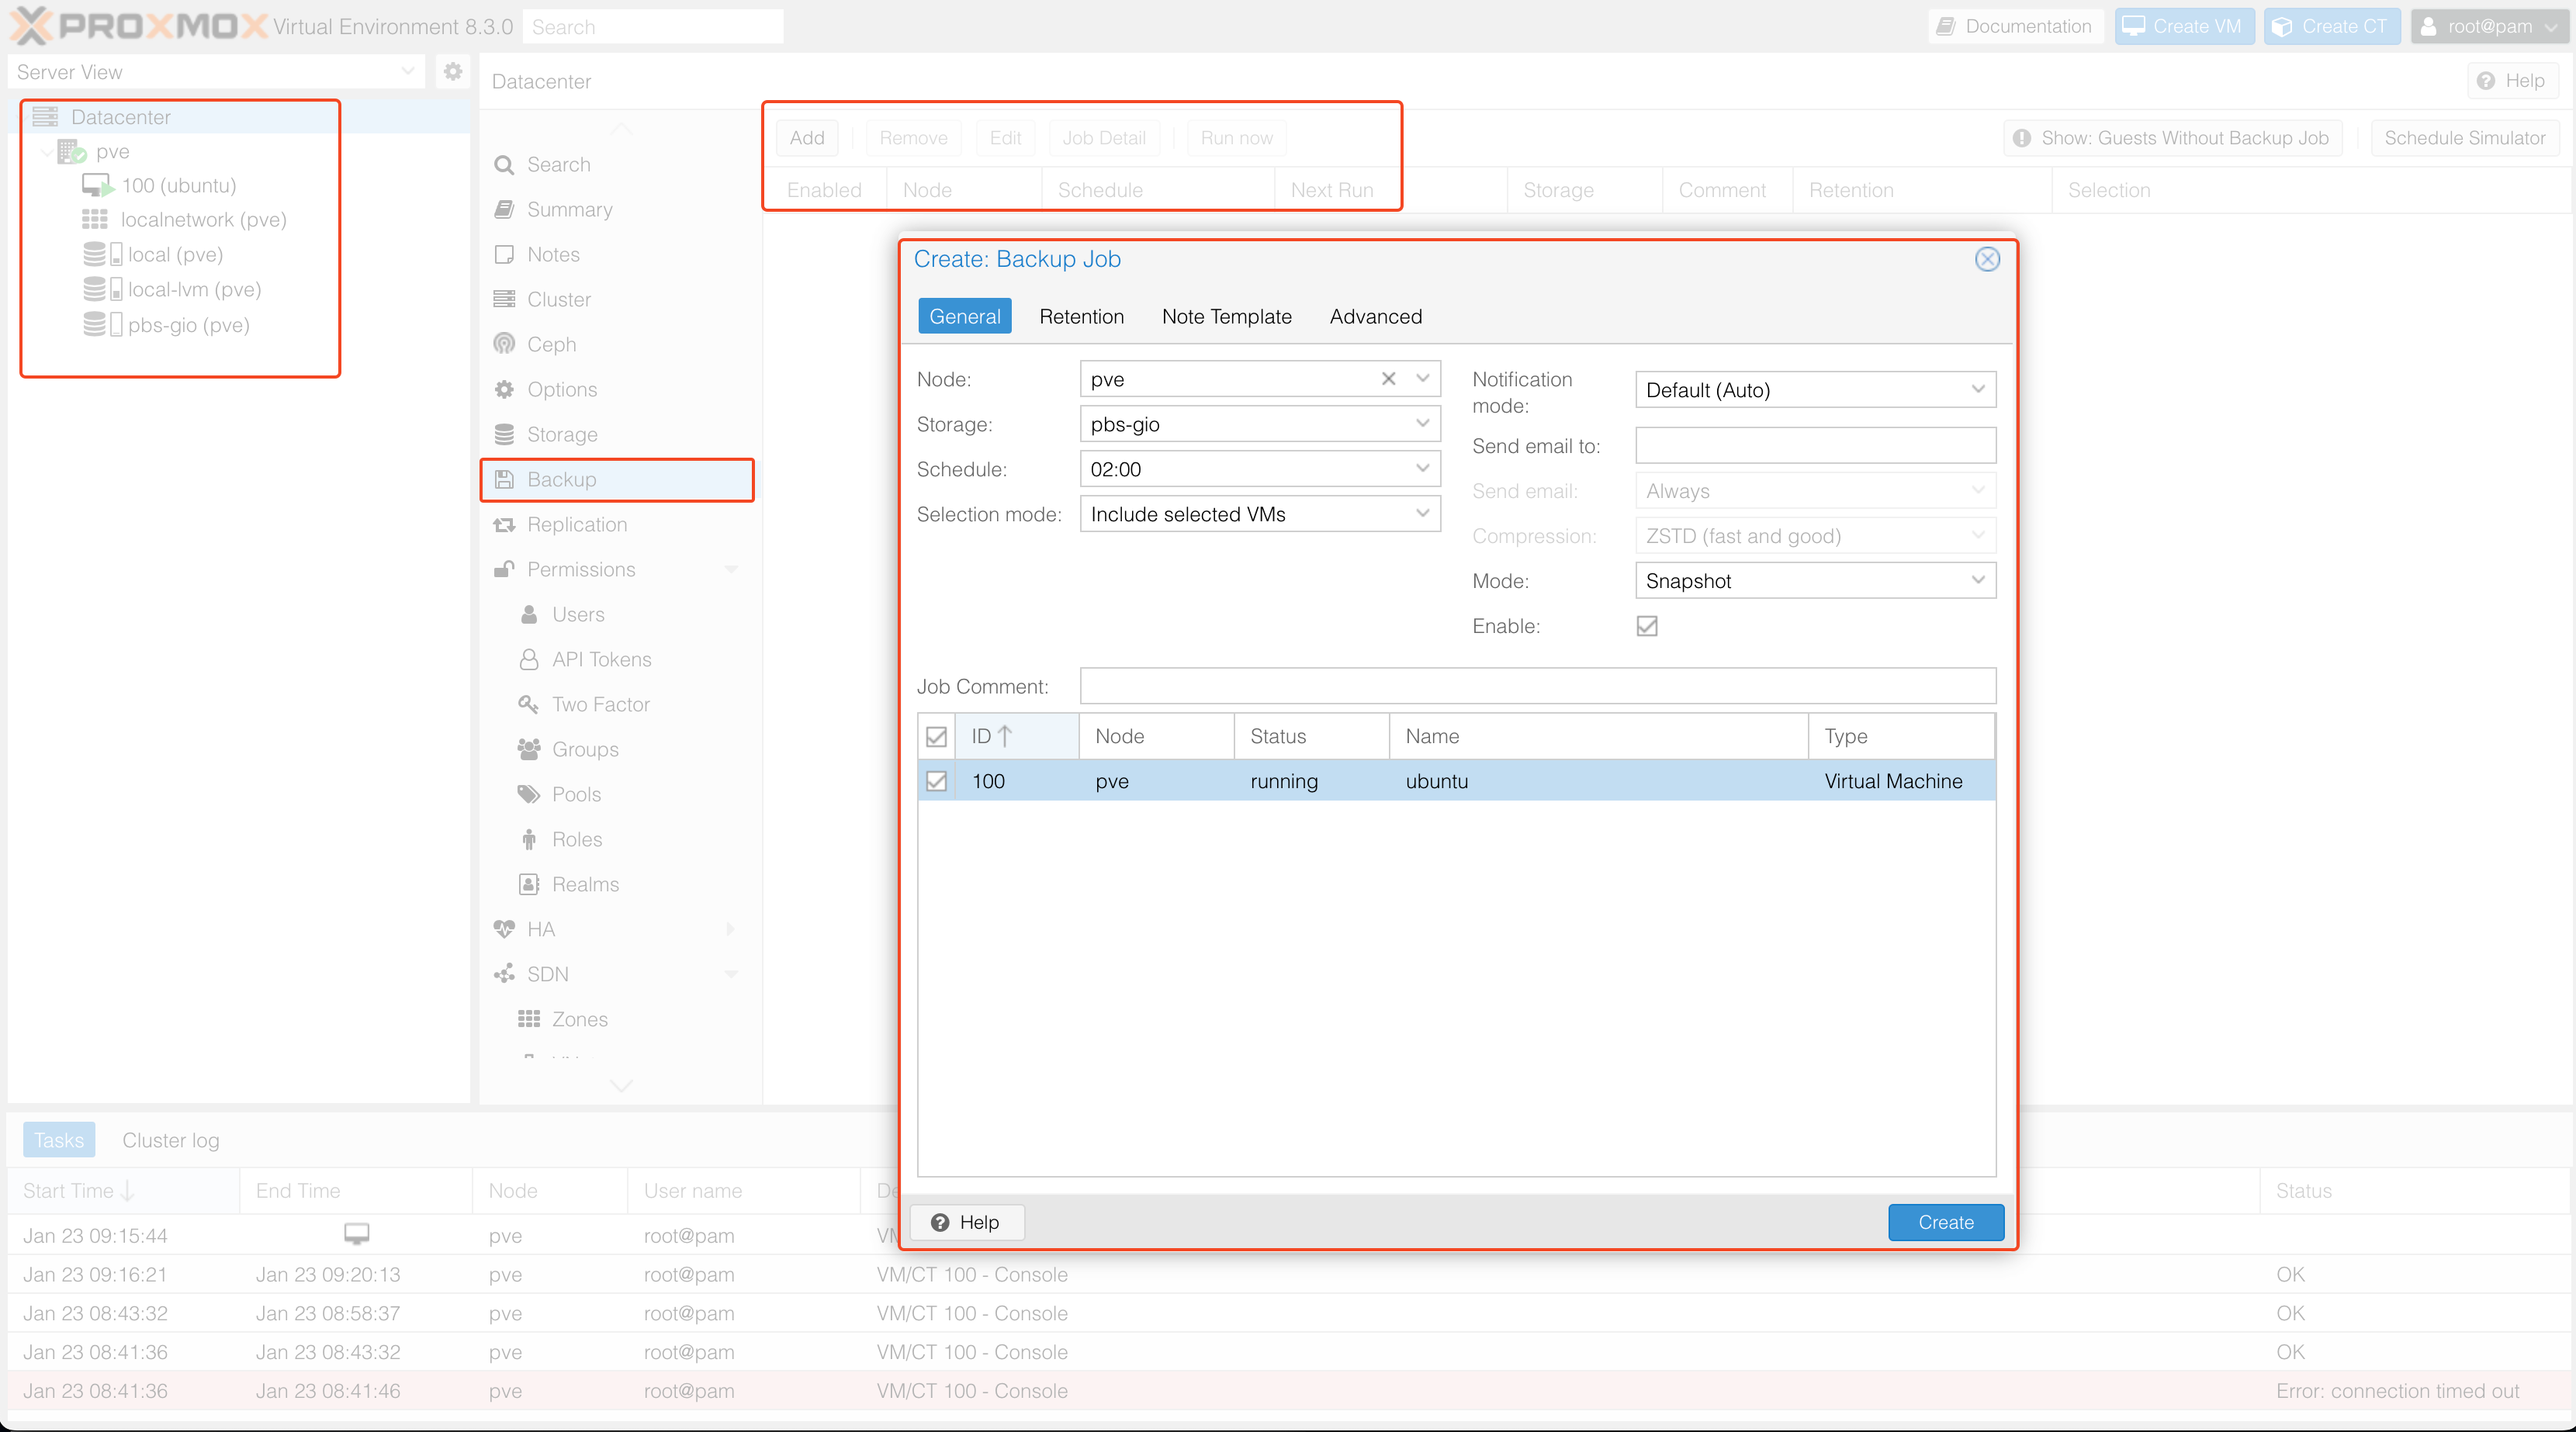 PROXMOX Virtual Environment 8.3.0 Search Documentation Create VM Create CT root@pam
Server View
Datacenter
pve
100 (ubuntu)
localnetwork (pve)
local (pve)
local-lvm (pve)
pbs-gio (pve)
Datacenter Help
Search
Summary
Notes
Cluster
Ceph
Options
Storage
Backup
Replication
Permissions
Users
API Tokens
Two Factor
Groups
Pools
Roles
Realms
HA
SDN
Zones
Add Remove Edit Job Detail Run now Show: Guests Without Backup Job Schedule Simulator
Enabled Node Schedule Next Run Storage Comment Retention Selection
Create: Backup Job
General Retention Note Template Advanced
Node: pve
Storage: pbs-gio
Schedule: 02:00
Selection mode: Include selected VMs
Notification
mode: Default (Auto)
Send email to:
Send email: Always
Compression: ZSTD (fast and good)
Mode: Snapshot
Enable:
Job Comment:
ID Node Status Name Type
100 pve running ubuntu Virtual Machine
Help Create
Tasks Cluster log
Start Time End Time Node User name Status
Jan 23 09:15:44 pve root@pam
Jan 23 09:16:21 Jan 23 09:20:13 pve root@pam VM/CT 100 - Console OK
Jan 23 08:43:32 Jan 23 08:58:37 pve root@pam VM/CT 100 - Console OK
Jan 23 08:41:36 Jan 23 08:43:32 pve root@pam VM/CT 100 - Console OK
Jan 23 08:41:36 Jan 23 08:41:46 pve root@pam VM/CT 100 - Console Error: connection timed out